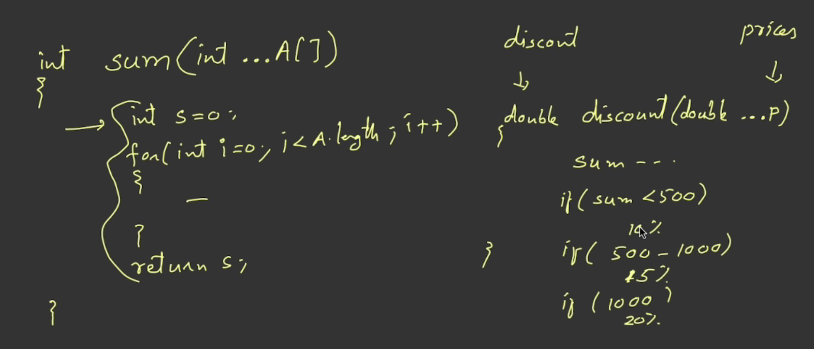 int sum(int ...A[])
{
int s=0;
for(int i=0; i<A.length; i++)
{
—
}
return s;
}
discount prices
double discount(double ...P)
{
sum ---
if(sum <500)
10%
if( 500-1000)
15%
if (1000 )
20%
}